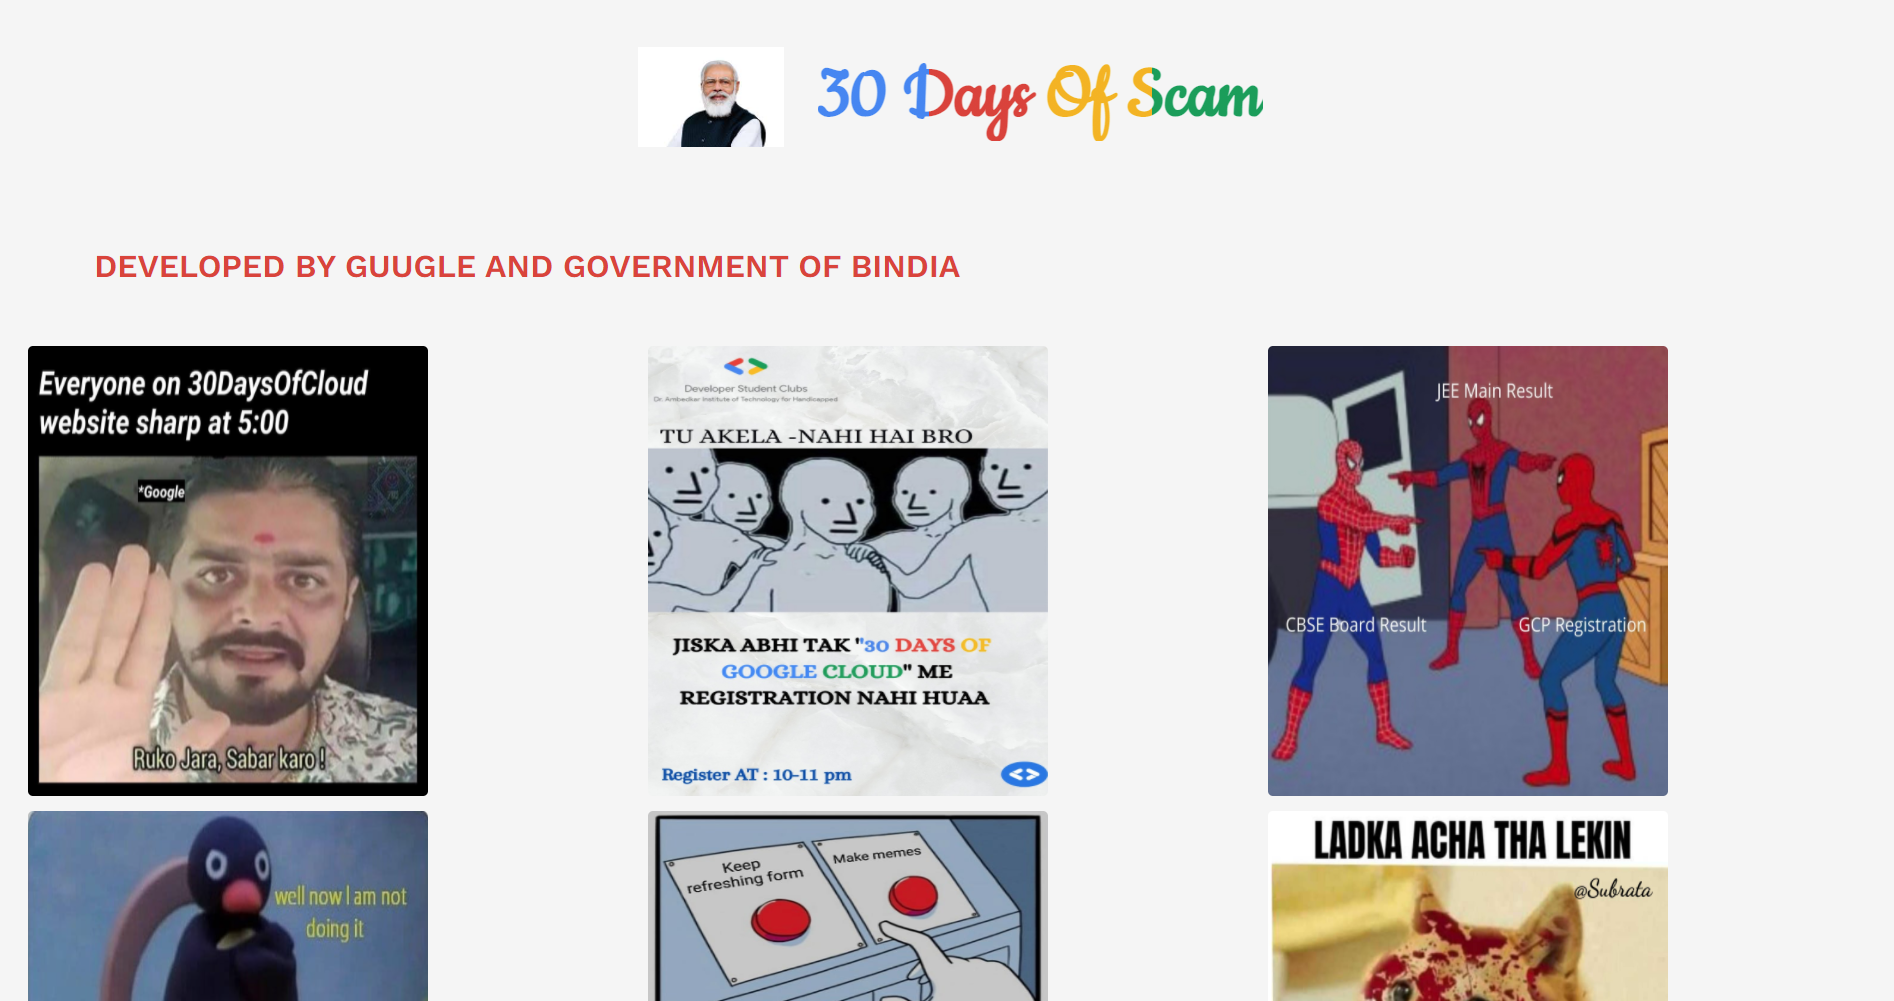 30 Days Of Scam
DEVELOPED BY GUUGLE AND GOVERNMENT OF BINDIA
Everyone on 30DaysOfCloud
website sharp at 5:00
*Google
Ruko Jara, Sabar karo !
Developer Student Clubs
Dr. Ambedkar Institute of Technology for Handicapped
TU AKELA -NAHI HAI BRO
JISKA ABHI TAK "30 DAYS OF
GOOGLE CLOUD" ME
REGISTRATION NAHI HUAA
Register AT : 10-11 pm
JEE Main Result
CBSE Board Result
GCP Registration
well now I am not
doing it
Keep
refreshing form
Make memes
LADKA ACHA THA LEKIN
@Subrata